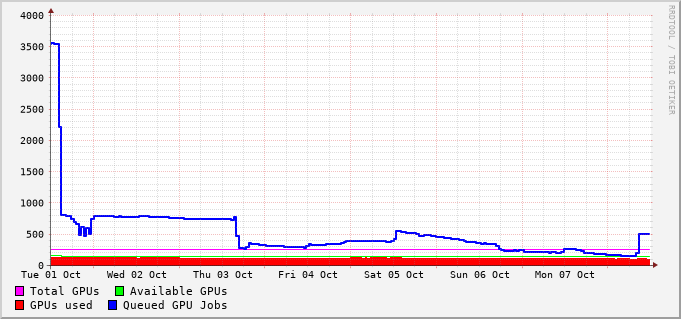 4000
3500
3000
2500
2000
1500
1000
500
0
Tue 01 Oct Wed 02 Oct Thu 03 Oct Fri 04 Oct Sat 05 Oct Sun 06 Oct Mon 07 Oct
Total GPUs Available GPUs
GPUs used Queued GPU Jobs
RRDTOOL / TOBI OETIKER